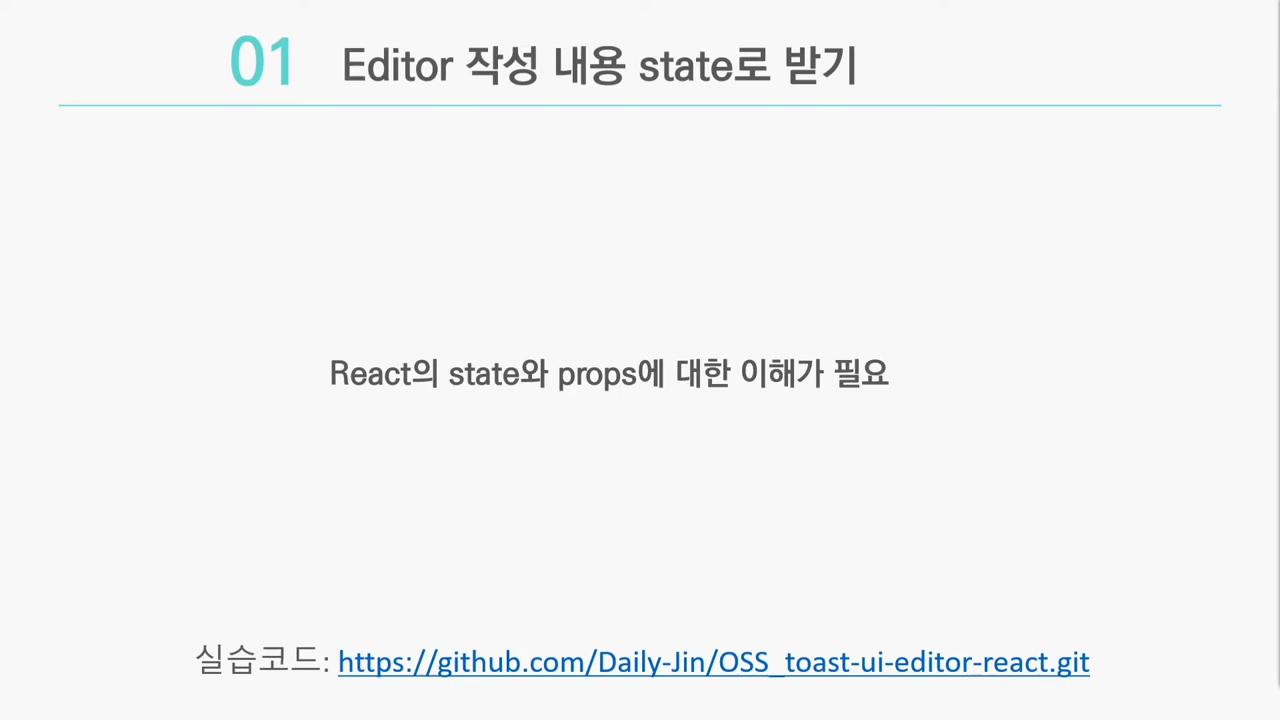 01 Editor 작성 내용 state로 받기
React의 state와 props에 대한 이해가 필요
실습코드: https://github.com/Daily-Jin/OSS_toast-ui-editor-react.git